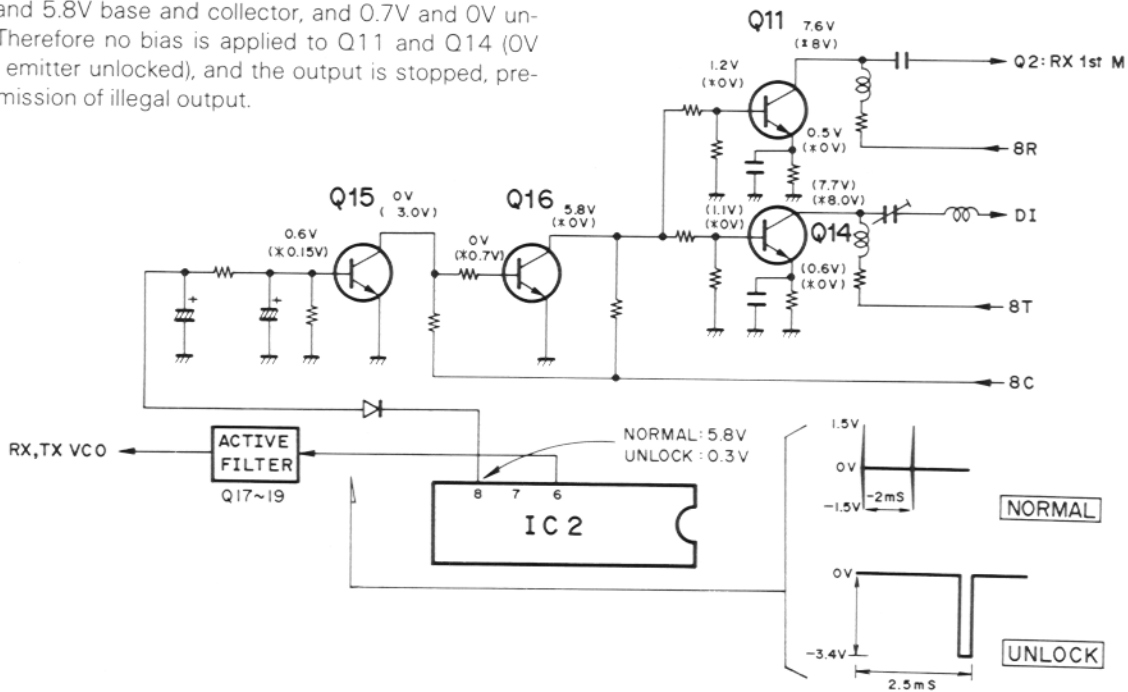 and 5.8V base and collector, and 0.7V and 0V un-
Therefore no bias is applied to Q11 and Q14 (0V
emitter unlocked), and the output is stopped, pre-
mission of illegal output.
Q11
7.6V
(*8V)
1.2V
(*0V)
Q2: RX 1st M
0.5V
(*0V)
8R
Q15
0V
( 3.0V)
Q16
5.8V
(*0V)
(7.7V)
(*8.0V)
(1.1V)
(*0V)
DI
Q14
0.6V
(*0.15V)
0V
(*0.7V)
(0.6V)
(*0V)
8T
8C
RX,TX VCO
ACTIVE
FILTER
Q17~19
NORMAL: 5.8V
UNLOCK : 0.3V
8 7 6
IC2
1.5V
0V
-1.5V
-2mS
NORMAL
0V
-3.4V
2.5mS
UNLOCK